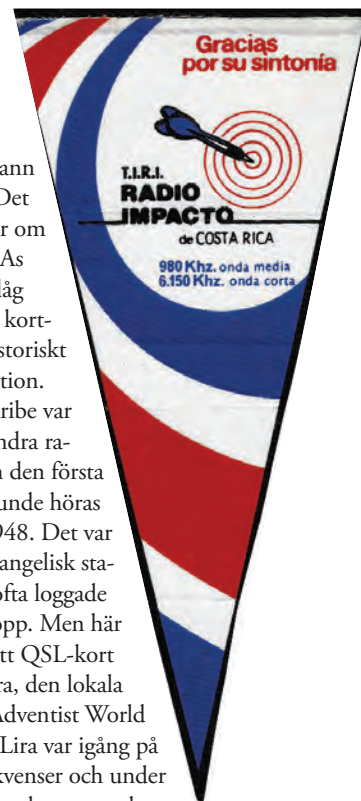 Gracias
por su sintonía
T.I.R.I.
RADIO
IMPACTO
de COSTA RICA
980 Khz. onda media
6.150 Khz. onda corta
ann
Det
r om
As
låg
kort-
storiskt
tion.
ribe var
ndra ra-
n den första
unde höras
948. Det var
angelisk sta-
ofta loggade
opp. Men här
tt QSL-kort
ra, den lokala
Adventist World
Lira var igång på
kvenser och under